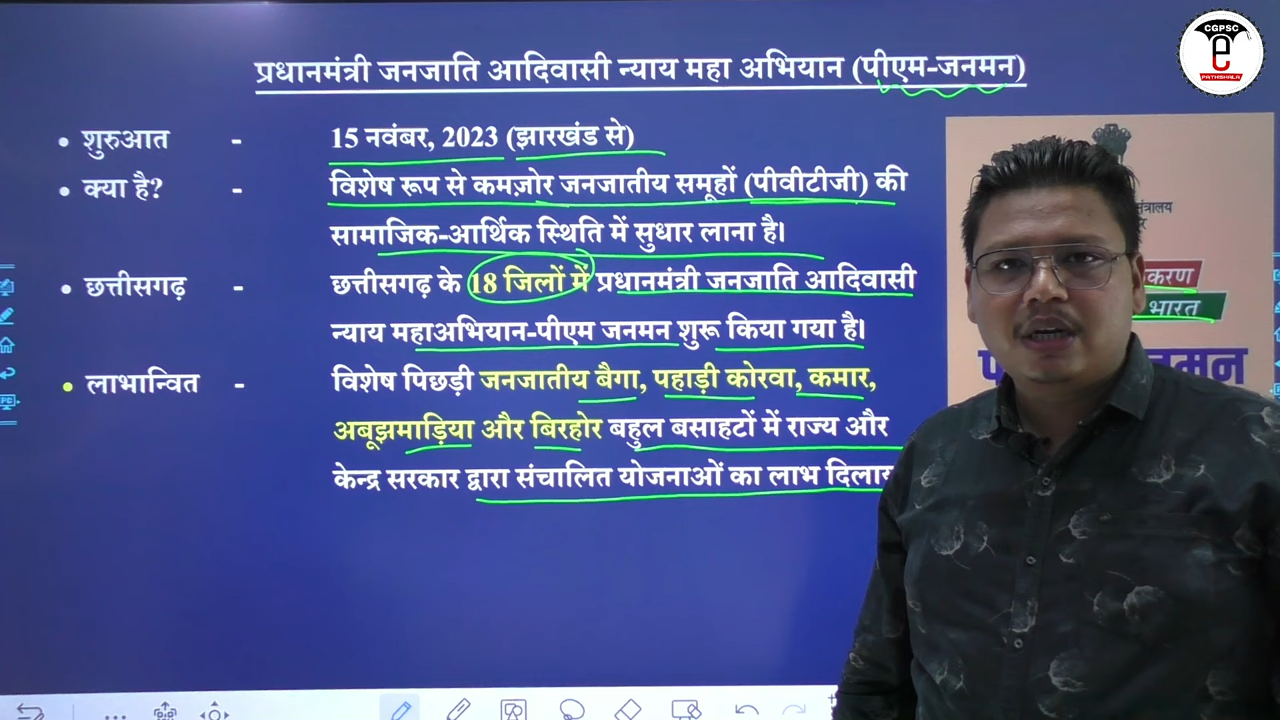 CGPSC
e
PATHSHALA
प्रधानमंत्री जनजाति आदिवासी न्याय महा अभियान (पीएम-जनमन)
• शुरुआत - 15 नवंबर, 2023 (झारखंड से)
• क्या है? - विशेष रूप से कमज़ोर जनजातीय समूहों (पीवीटीजी) की
सामाजिक-आर्थिक स्थिति में सुधार लाना है।
• छत्तीसगढ़ - छत्तीसगढ़ के 18 जिलों में प्रधानमंत्री जनजाति आदिवासी
न्याय महाअभियान-पीएम जनमन शुरू किया गया है।
• लाभान्वित - विशेष पिछड़ी जनजातीय बैगा, पहाड़ी कोरवा, कमार,
अबूझमाड़िया और बिरहोर बहुल बसाहटों में राज्य और
केन्द्र सरकार द्वारा संचालित योजनाओं का लाभ
भारत